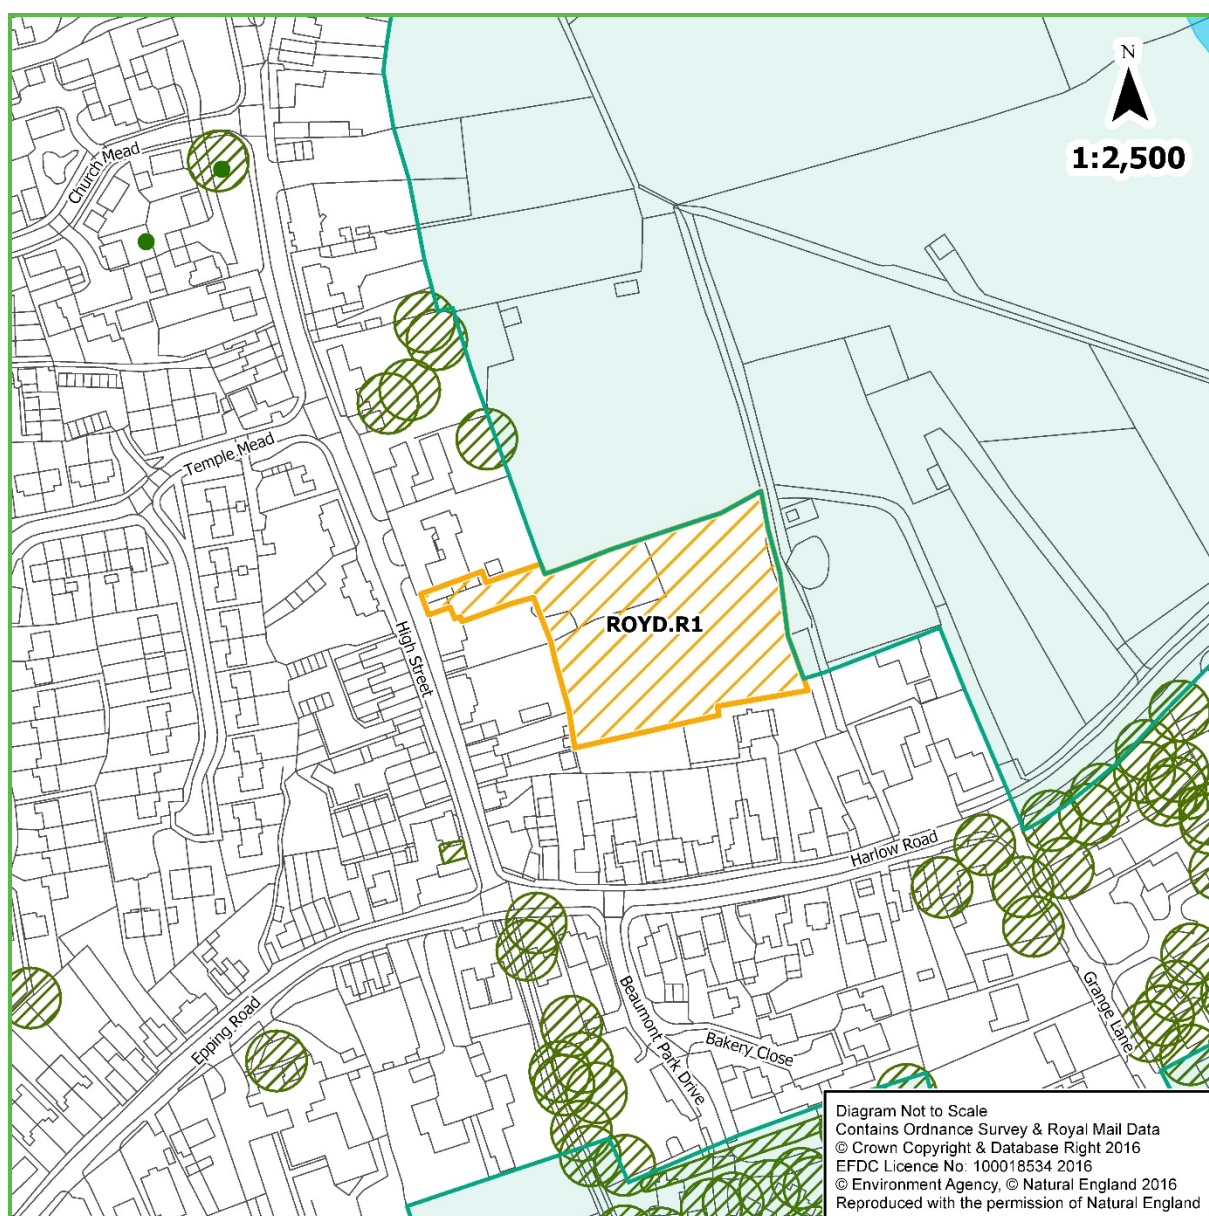 N
1:2,500
Church Mead
Temple Mead
High Street
ROYD.R1
Harlow Road
Epping Road
Beaumont Park Drive
Bakery Close
Grange Lane
Diagram Not to Scale
Contains Ordnance Survey & Royal Mail Data
© Crown Copyright & Database Right 2016
EFDC Licence No: 100018534 2016
© Environment Agency, © Natural England 2016
Reproduced with the permission of Natural England